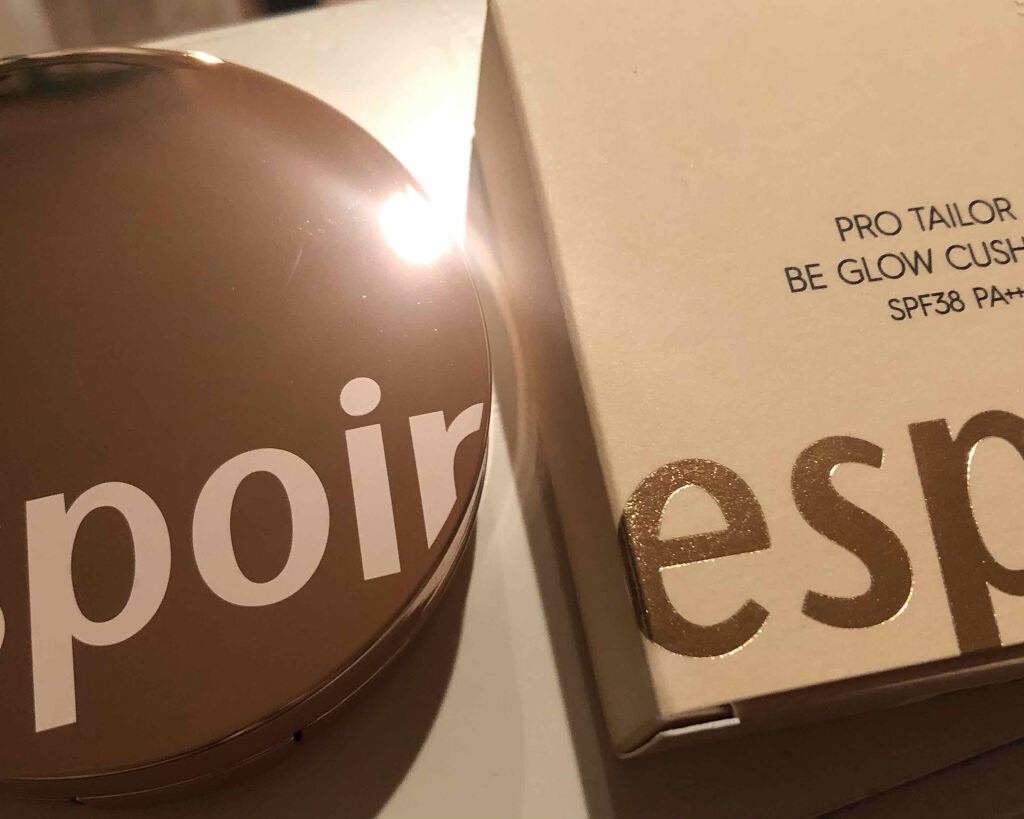 spoir
PRO TAILOR
BE GLOW CUSH
SPF38 PA++
esp